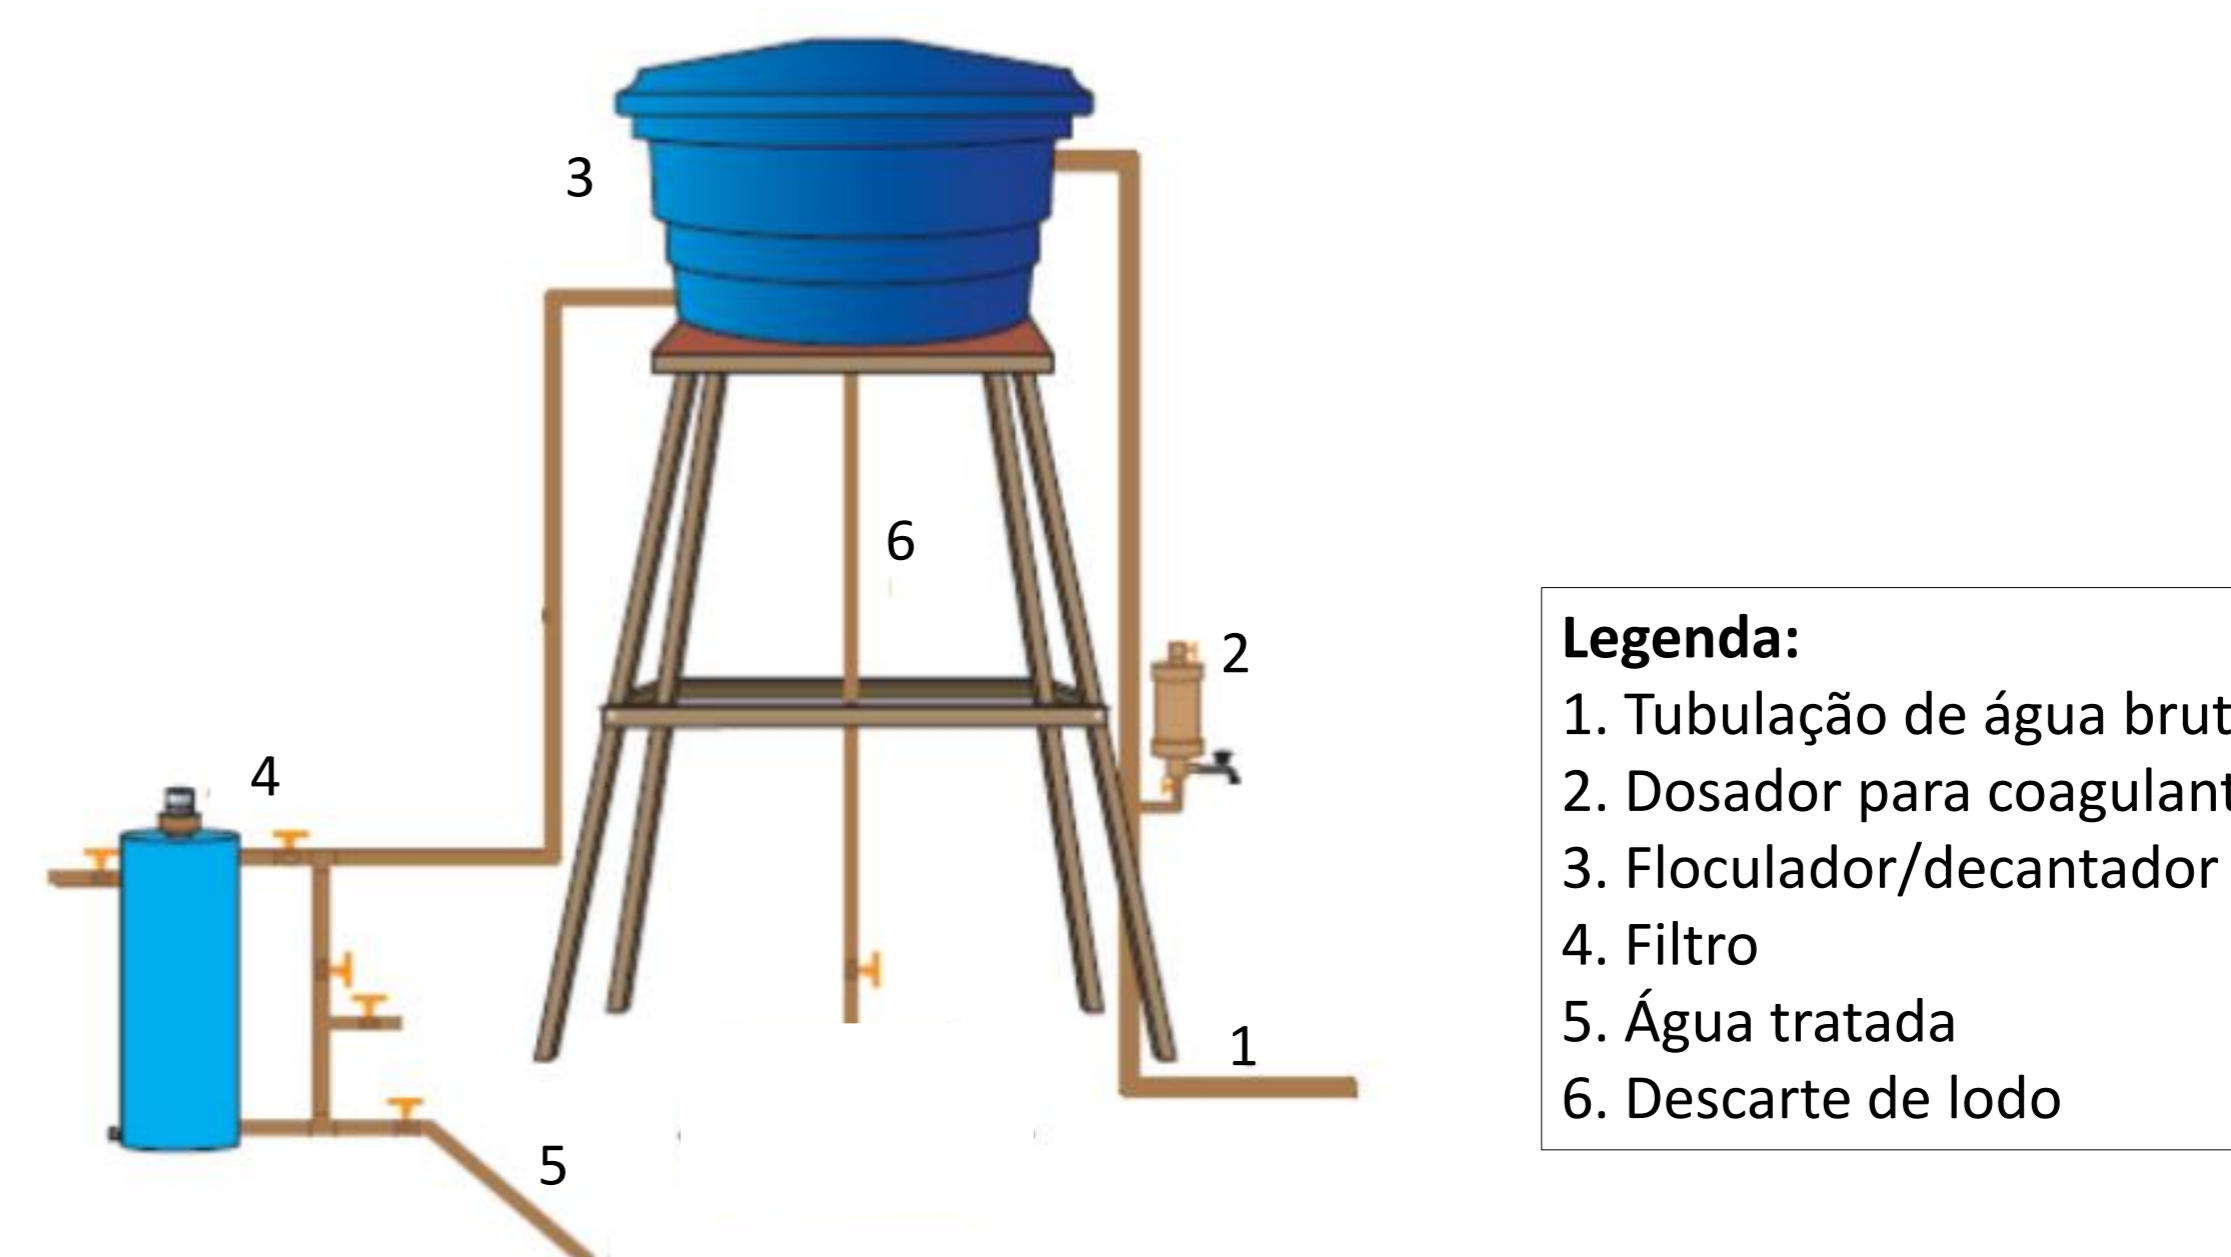 3
6
2
4
1
5
Legenda:
1. Tubulação de água brut
2. Dosador para coagulant
3. Floculador/decantador
4. Filtro
5. Água tratada
6. Descarte de lodo